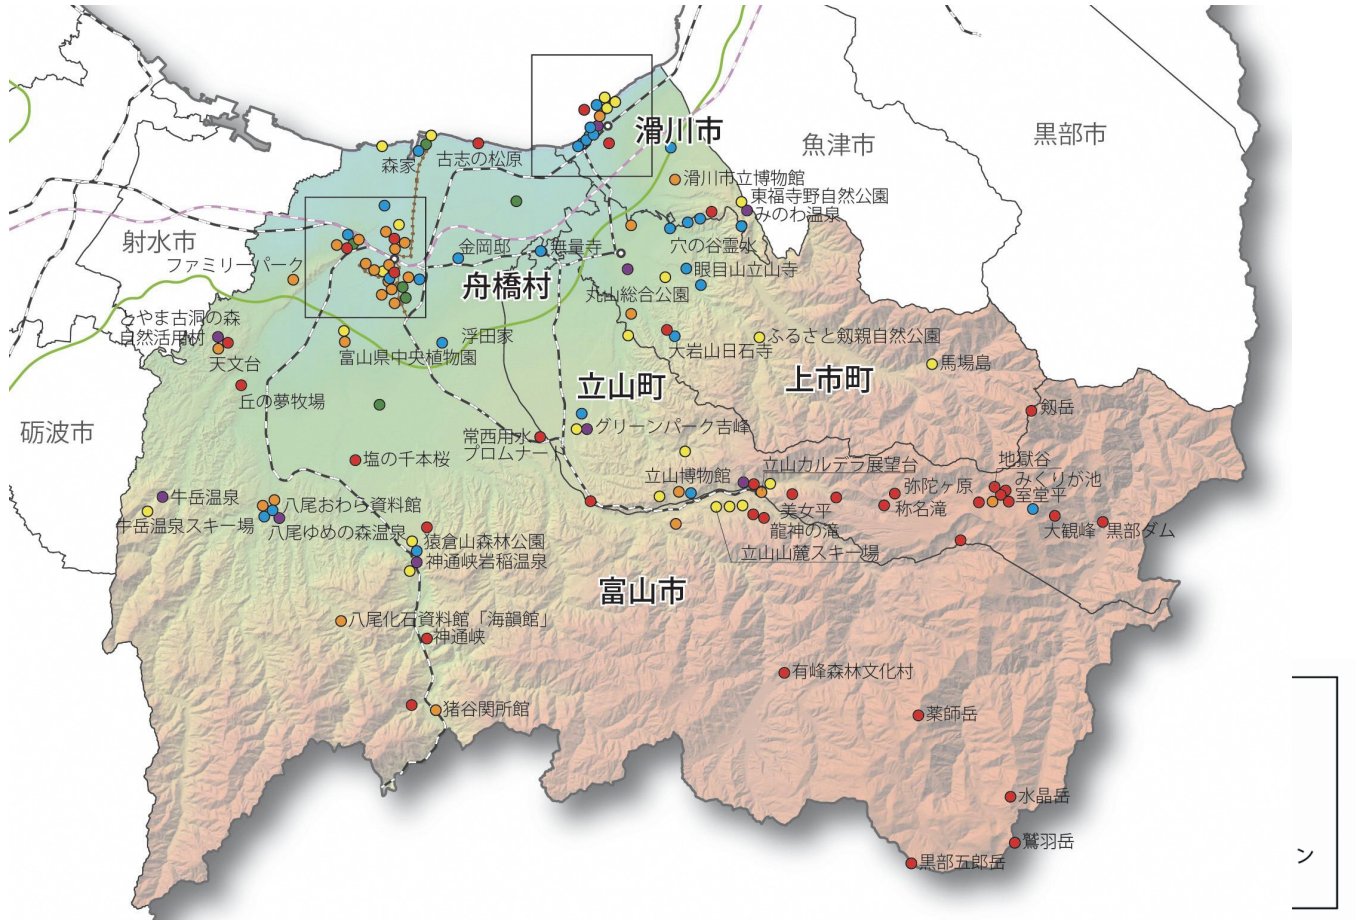 滑川市
魚津市
黒部市
森家
古志の松原
滑川市立博物館
東福寺野自然公園
みのわ温泉
射水市
ファミリーパーク
金岡邸
無量寺
穴の谷霊水
舟橋村
眼目山立山寺
丸山総合公園
とやま古洞の森
自然活用村
天文台
浮田家
富山県中央植物園
大岩山日石寺
ふるさと剱親自然公園
馬場島
丘の夢牧場
立山町
上市町
剱岳
砺波市
常西用水
プロムナード
グリーンパーク吉峰
塩の千本桜
立山博物館
立山カルデラ展望台
地獄谷
みくりが池
弥陀ヶ原
室堂平
称名滝
美女平
龍神の滝
大観峰
黒部ダム
牛岳温泉
牛岳温泉スキー場
八尾おわら資料館
八尾ゆめの森温泉
猿倉山森林公園
神通峡岩稲温泉
立山山麓スキー場
富山市
八尾化石資料館「海韻館」
神通峡
有峰森林文化村
猪谷関所館
薬師岳
水晶岳
鷲羽岳
黒部五郎岳
ン